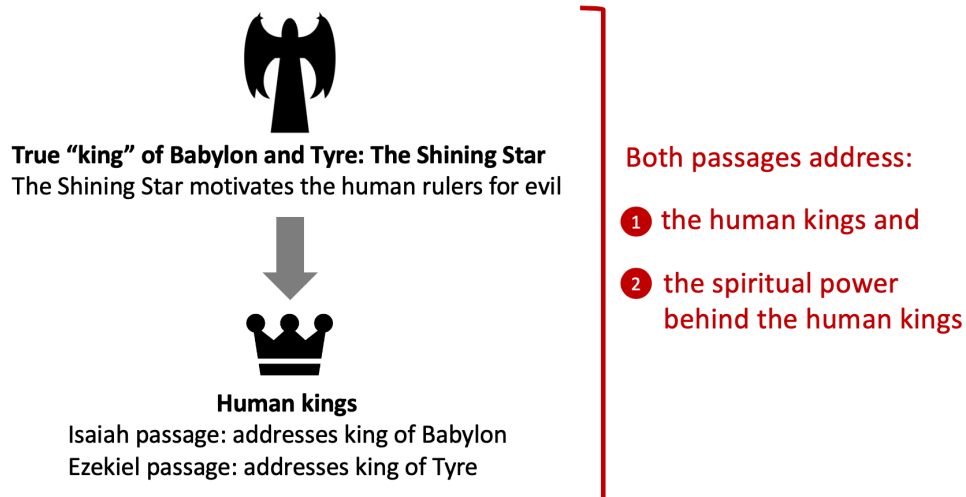 True “king” of Babylon and Tyre: The Shining Star
The Shining Star motivates the human rulers for evil
Human kings
Isaiah passage: addresses king of Babylon
Ezekiel passage: addresses king of Tyre
Both passages address:
1 the human kings and
2 the spiritual power
behind the human kings